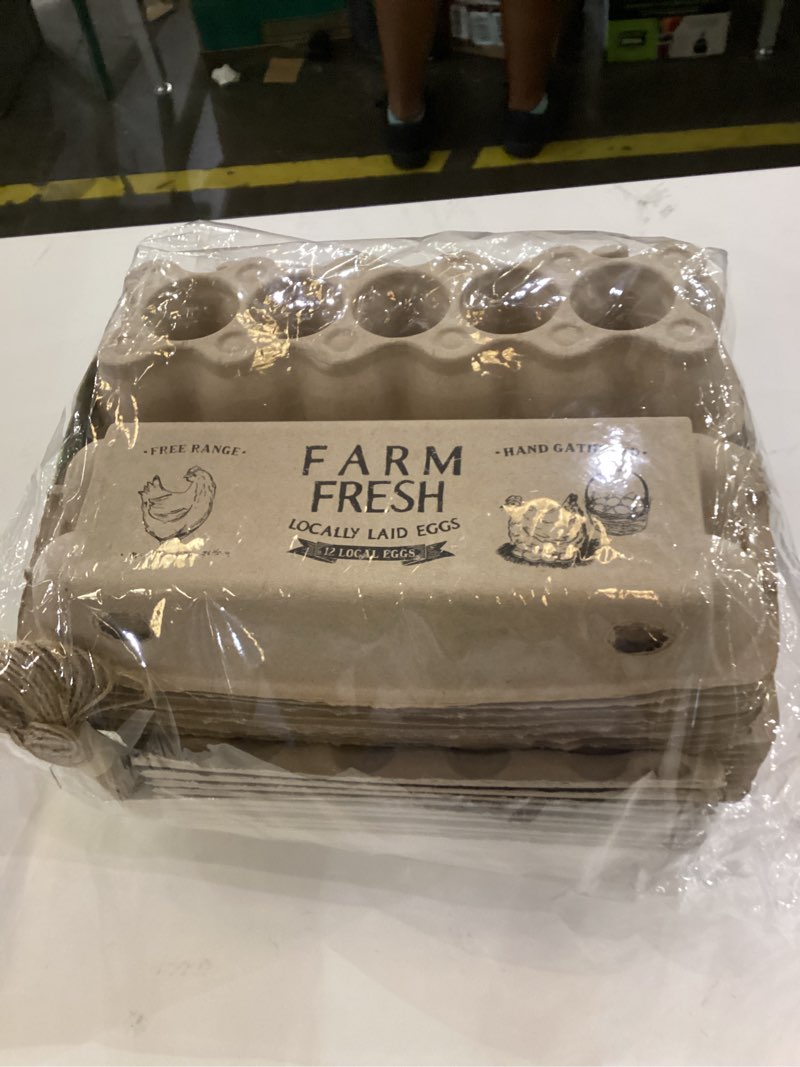 ·FREE RANGE·
FARM
FRESH
LOCALLY LAID EGGS
12 LOCAL EGGS
·HAND GATHERED·